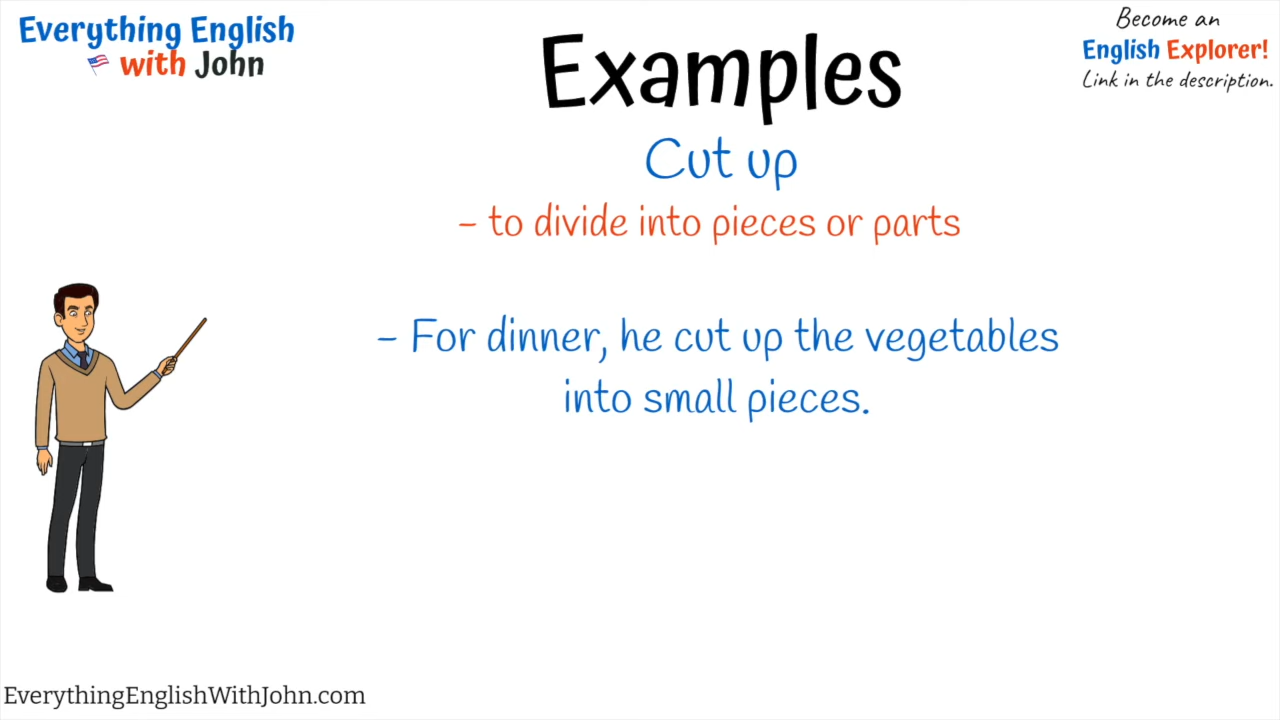 Everything English
with John
Become an
English Explorer!
Link in the description.
Examples
Cut up
- to divide into pieces or parts
- For dinner, he cut up the vegetables
into small pieces.
EverythingEnglishWithJohn.com